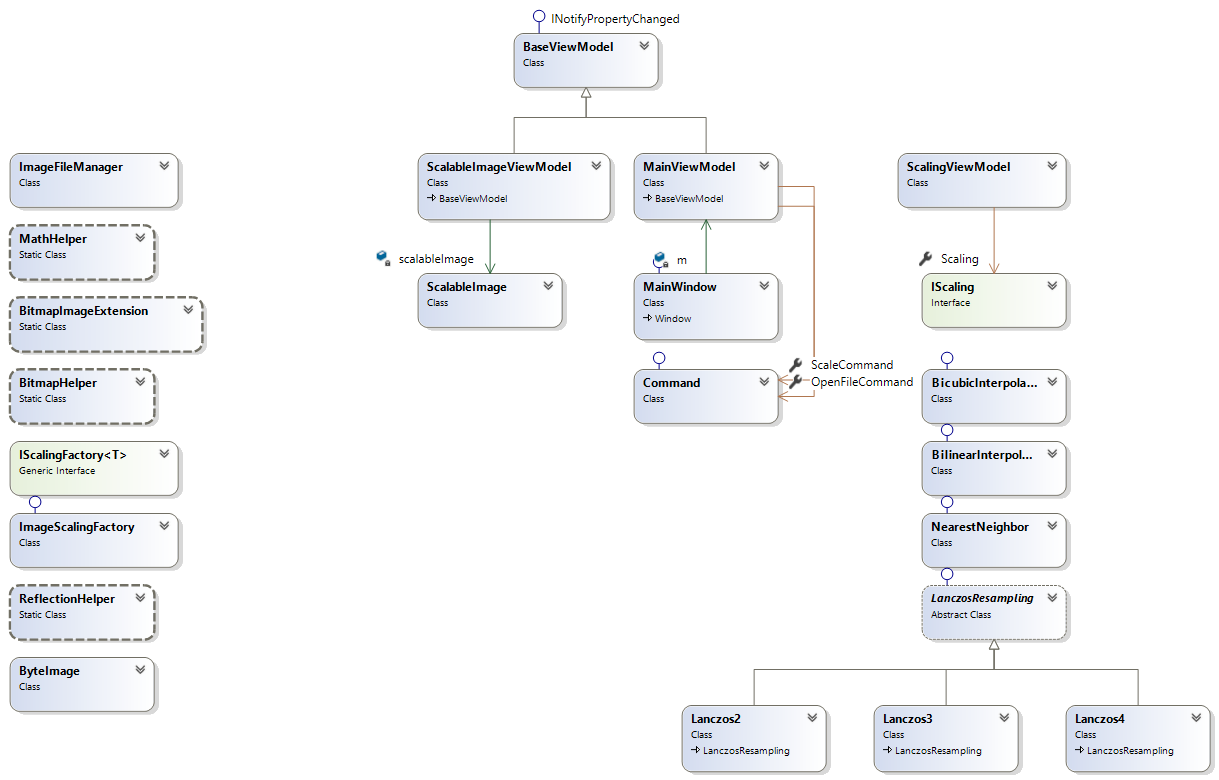 INotifyPropertyChanged
BaseViewModel
Class
ImageFileManager
Class
MathHelper
Static Class
BitmapImageExtension
Static Class
BitmapHelper
Static Class
IScalingFactory<T>
Generic Interface
ImageScalingFactory
Class
ReflectionHelper
Static Class
ByteImage
Class
ScalableImageViewModel
Class
BaseViewModel
scalableImage
ScalableImage
Class
MainViewModel
Class
BaseViewModel
m
MainWindow
Class
Window
Command
Class
ScaleCommand
OpenFileCommand
ScalingViewModel
Class
Scaling
IScaling
Interface
BicubicInterpola...
Class
BilinearInterpol...
Class
NearestNeighbor
Class
LanczosResampling
Abstract Class
Lanczos2
Class
LanczosResampling
Lanczos3
Class
LanczosResampling
Lanczos4
Class
LanczosResampling